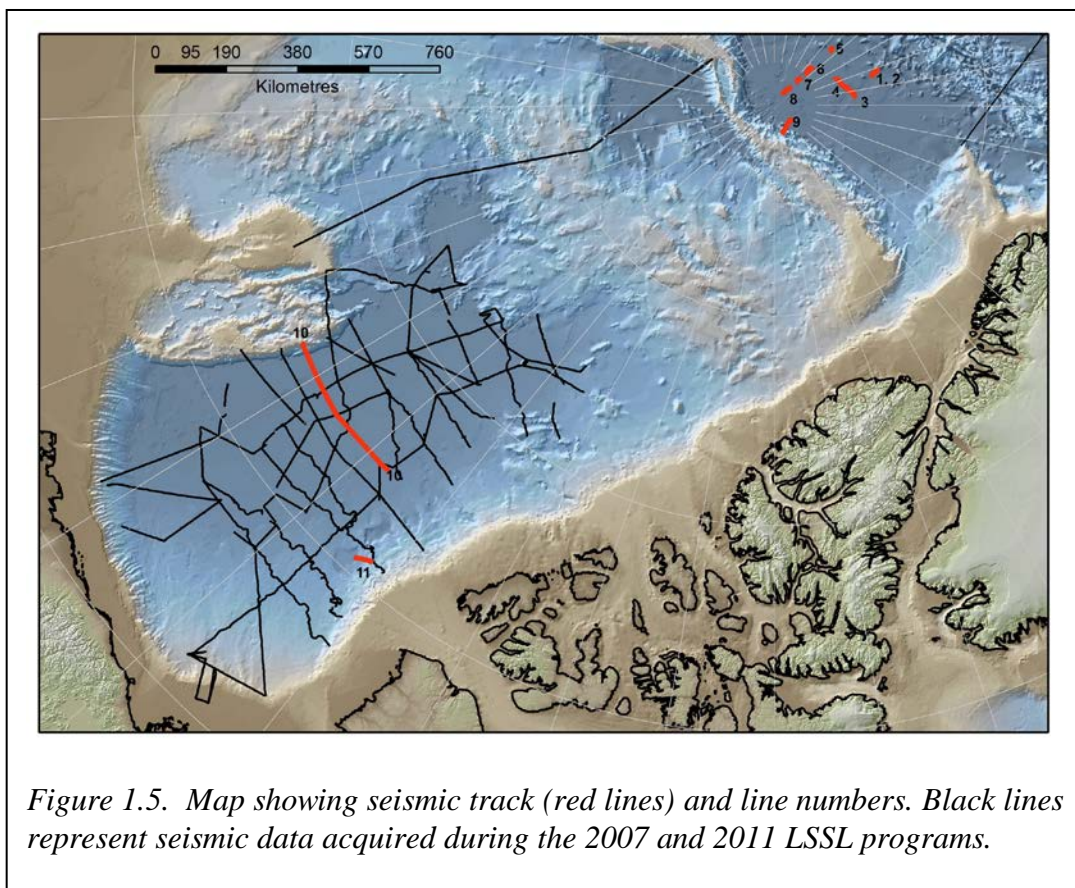 0 95 190 380 570 760
Kilometres
5
6
7
1, 2
4
8
3
9
10
10
11
Figure 1.5. Map showing seismic track (red lines) and line numbers. Black lines
represent seismic data acquired during the 2007 and 2011 LSSL programs.